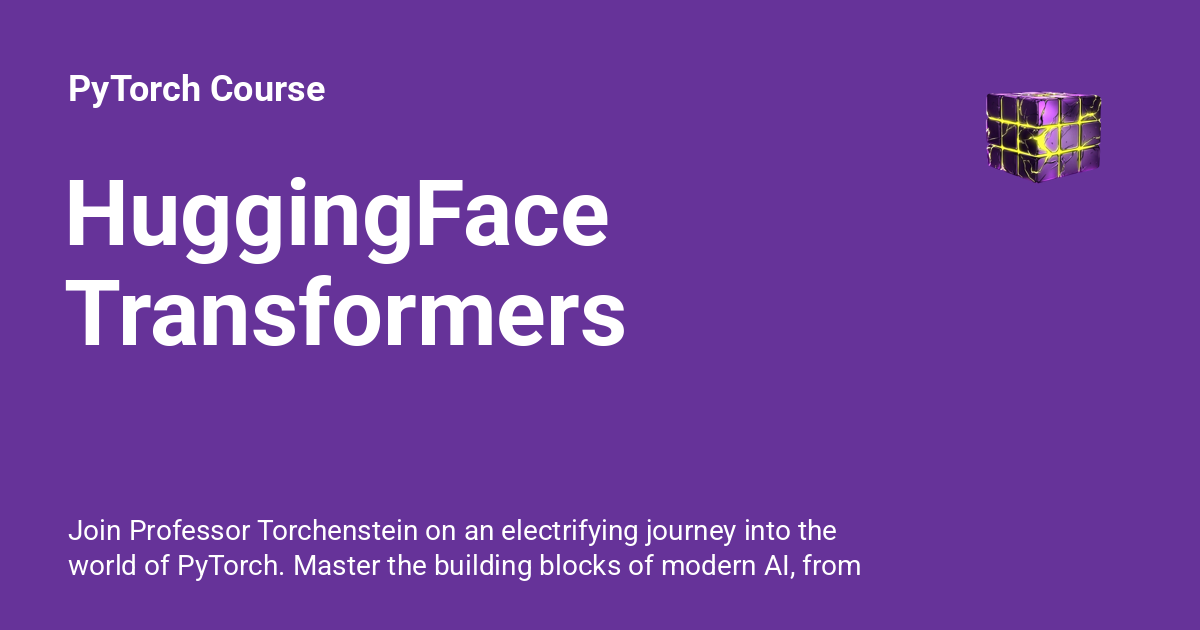 PyTorch Course
HuggingFace
Transformers
Join Professor Torchenstein on an electrifying journey into the
world of PyTorch. Master the building blocks of modern AI, from